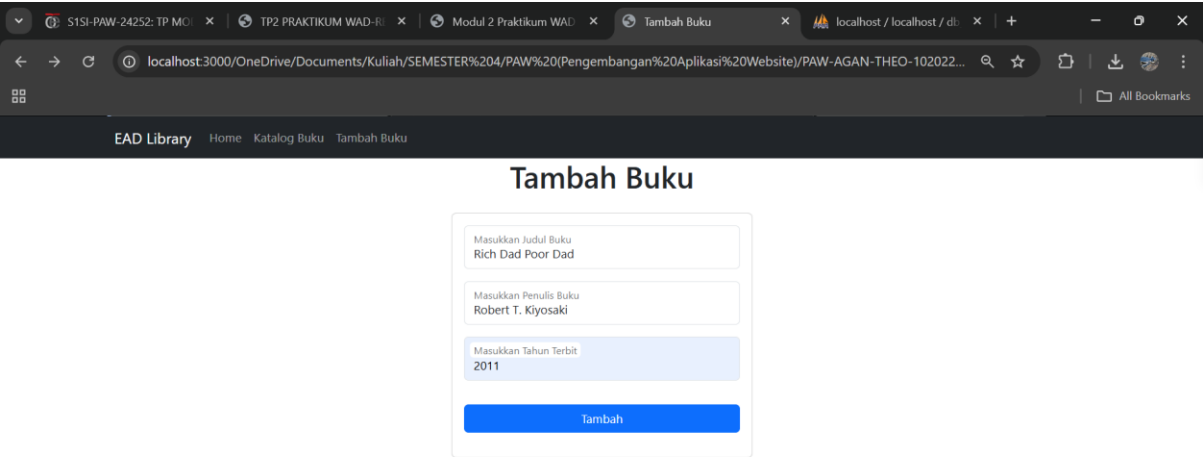 S1SI-PAW-24252: TP MO
TP2 PRAKTIKUM WAD-R
Modul 2 Praktikum WAD
Tambah Buku
localhost / localhost / db
localhost:3000/OneDrive/Documents/Kuliah/SEMESTER%204/PAW%20(Pengembangan%20Aplikasi%20Website)/PAW-AGAN-THEO-102022...
All Bookmarks
EAD Library Home Katalog Buku Tambah Buku
Tambah Buku
Masukkan Judul Buku
Rich Dad Poor Dad
Masukkan Penulis Buku
Robert T. Kiyosaki
Masukkan Tahun Terbit
2011
Tambah